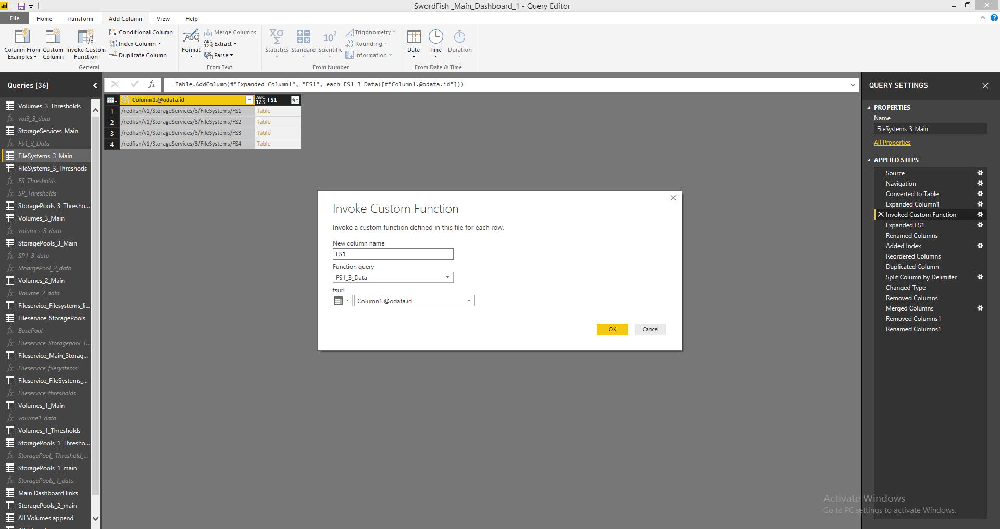 SwordFish _Main_Dashboard_1 - Query Editor
File
Home
Transform
Add Column
View
Help
Column From
Examples
Custom
Column
Invoke Custom
Function
Conditional Column
Index Column
Duplicate Column
General
Format
Merge Columns
Extract
Parse
From Text
Statistics
Standard
Scientific
Trigonometry
Rounding
Information
From Number
Date
Time
Duration
From Date & Time
Queries [36]
Volumes_3_Thresholds
vol3_3_data
StorageServices_Main
FS1_3_Data
FileSystems_3_Main
FileSystems_3_Threshods
FS_Thresholds
SP_Thresholds
StoragePools_3_Thresho...
Volumes_3_Main
volumes_3_data
StoragePools_3_Main
SP1_3_data
StoargePool_2_data
Volumes_2_Main
Volume_2_data
Fileservice_Filesystems_li...
Fileservice_StoragePools
BasePool
Fileservice_Storagepool_T...
Fileservice_Main_Storag...
Fileservice_filesystems
Fileservice_FileSystems_...
Fileservice_thresholds
Volumes_1_Main
volume1_data
Volumes_1_Thresholds
StoragePools_1_Thresho...
StoragePool_ Threshold_...
StoragePools_1_main
StoragePools_1_data
Main Dashboard links
StoragePools_2_main
All Volumes append
fx
= Table.AddColumn(#"Expanded Column1", "FS1", each FS1_3_Data([#"Column1.@odata.id"]))
ABC 123 Column1.@odata.id
ABC 123 FS1
1 /redfish/v1/StorageServices/3/FileSystems/FS1 Table
2 /redfish/v1/StorageServices/3/FileSystems/FS2 Table
3 /redfish/v1/StorageServices/3/FileSystems/FS3 Table
4 /redfish/v1/StorageServices/3/FileSystems/FS4 Table
Invoke Custom Function
Invoke a custom function defined in this file for each row.
New column name
FS1
Function query
FS1_3_Data
fsurl
Column1.@odata.id
OK
Cancel
QUERY SETTINGS
PROPERTIES
Name
FileSystems_3_Main
All Properties
APPLIED STEPS
Source
Navigation
Converted to Table
Expanded Column1
Invoked Custom Function
Expanded FS1
Renamed Columns
Added Index
Reordered Columns
Duplicated Column
Split Column by Delimiter
Changed Type
Removed Columns
Merged Columns
Removed Columns1
Renamed Columns1
Activate Windows
Go to PC settings to activate Windows.